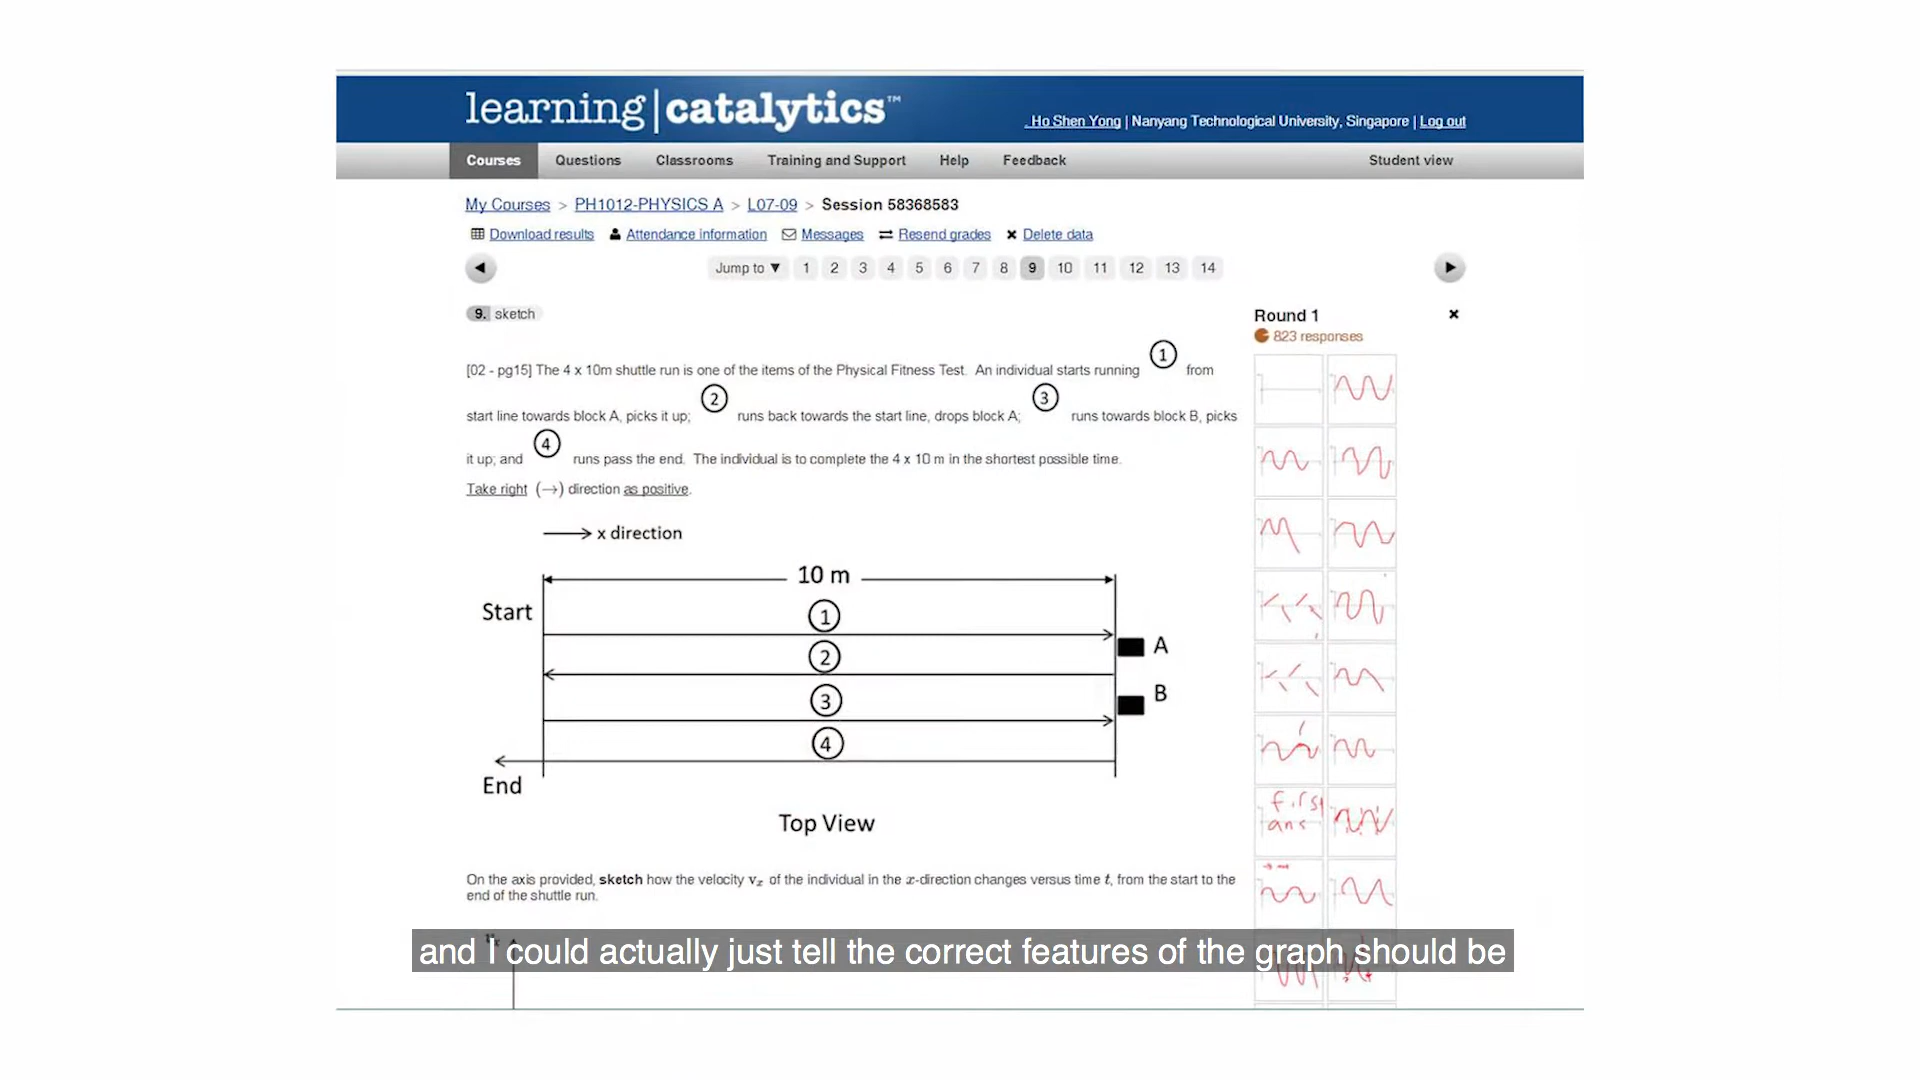 learning|catalytics™
. Ho Shen Yong | Nanyang Technological University, Singapore | Log out
Courses Questions Classrooms Training and Support Help Feedback Student view
My Courses > PH1012-PHYSICS A > L07-09 > Session 58368583
Download results Attendance information Messages Resend grades Delete data
Jump to ▼ 1 2 3 4 5 6 7 8 9 10 11 12 13 14
9. sketch
Round 1
823 responses
[02 - pg15] The 4 x 10m shuttle run is one of the items of the Physical Fitness Test. An individual starts running ① from
start line towards block A, picks it up; ② runs back towards the start line, drops block A; ③ runs towards block B, picks
it up; and ④ runs pass the end. The individual is to complete the 4 x 10 m in the shortest possible time.
Take right (→) direction as positive.
→ x direction
10 m
Start
①
A
②
B
③
④
End
Top View
first
ans
On the axis provided, sketch how the velocity vx of the individual in the x-direction changes versus time t, from the start to the
end of the shuttle run.
and I could actually just tell the correct features of the graph should be